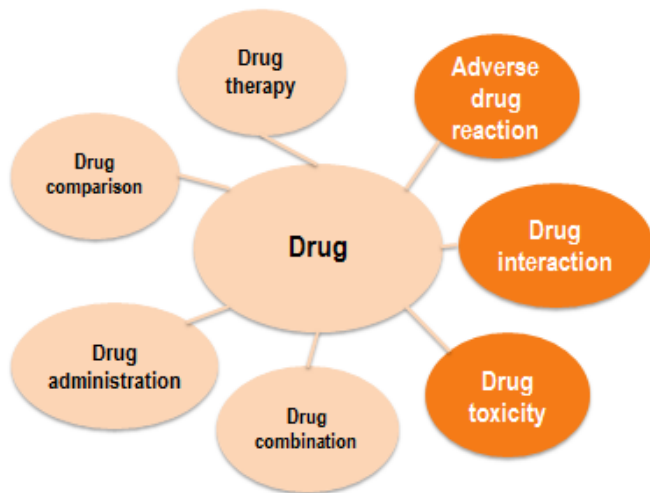 Drug
therapy
Adverse
drug
reaction
Drug
comparison
Drug
Drug
interaction
Drug
administration
Drug
toxicity
Drug
combination